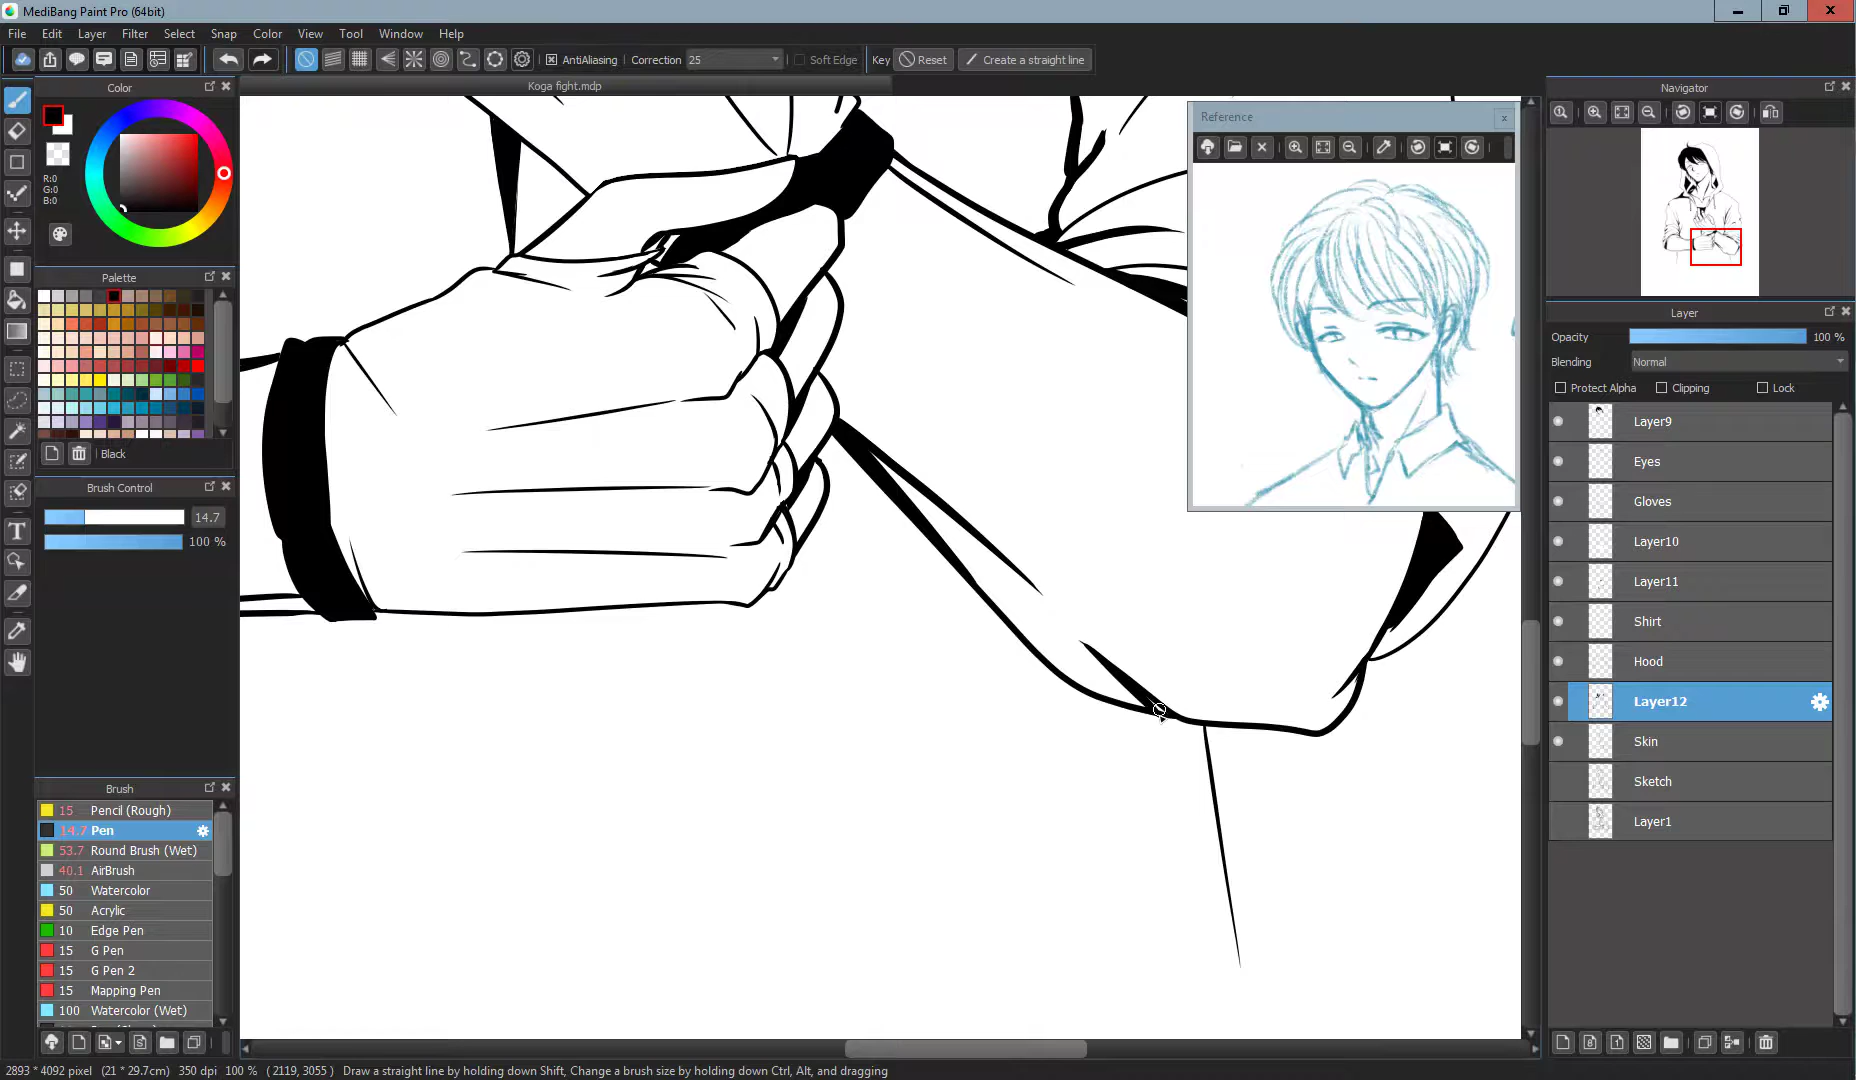 MediBang Paint Pro (64bit)
File Edit Layer Filter Select Snap Color View Tool Window Help
AntiAliasing Correction 25 Soft Edge Key Reset Create a straight line
Color
Koga fight.mdp
Navigator
Reference x
R:0
G:0
B:0
Palette
Black
Brush Control
14.7
100 %
Brush
15 Pencil (Rough)
14.7 Pen
53.7 Round Brush (Wet)
40.1 AirBrush
50 Watercolor
50 Acrylic
10 Edge Pen
15 G Pen
15 G Pen 2
15 Mapping Pen
100 Watercolor (Wet)
Layer
Opacity 100 %
Blending Normal
Protect Alpha Clipping Lock
Layer9
Eyes
Gloves
Layer10
Layer11
Shirt
Hood
Layer12
Skin
Sketch
Layer1
2893 * 4092 pixel (21 * 29.7cm) 350 dpi 100 % ( 2119, 3055 ) Draw a straight line by holding down Shift, Change a brush size by holding down Ctrl, Alt, and dragging